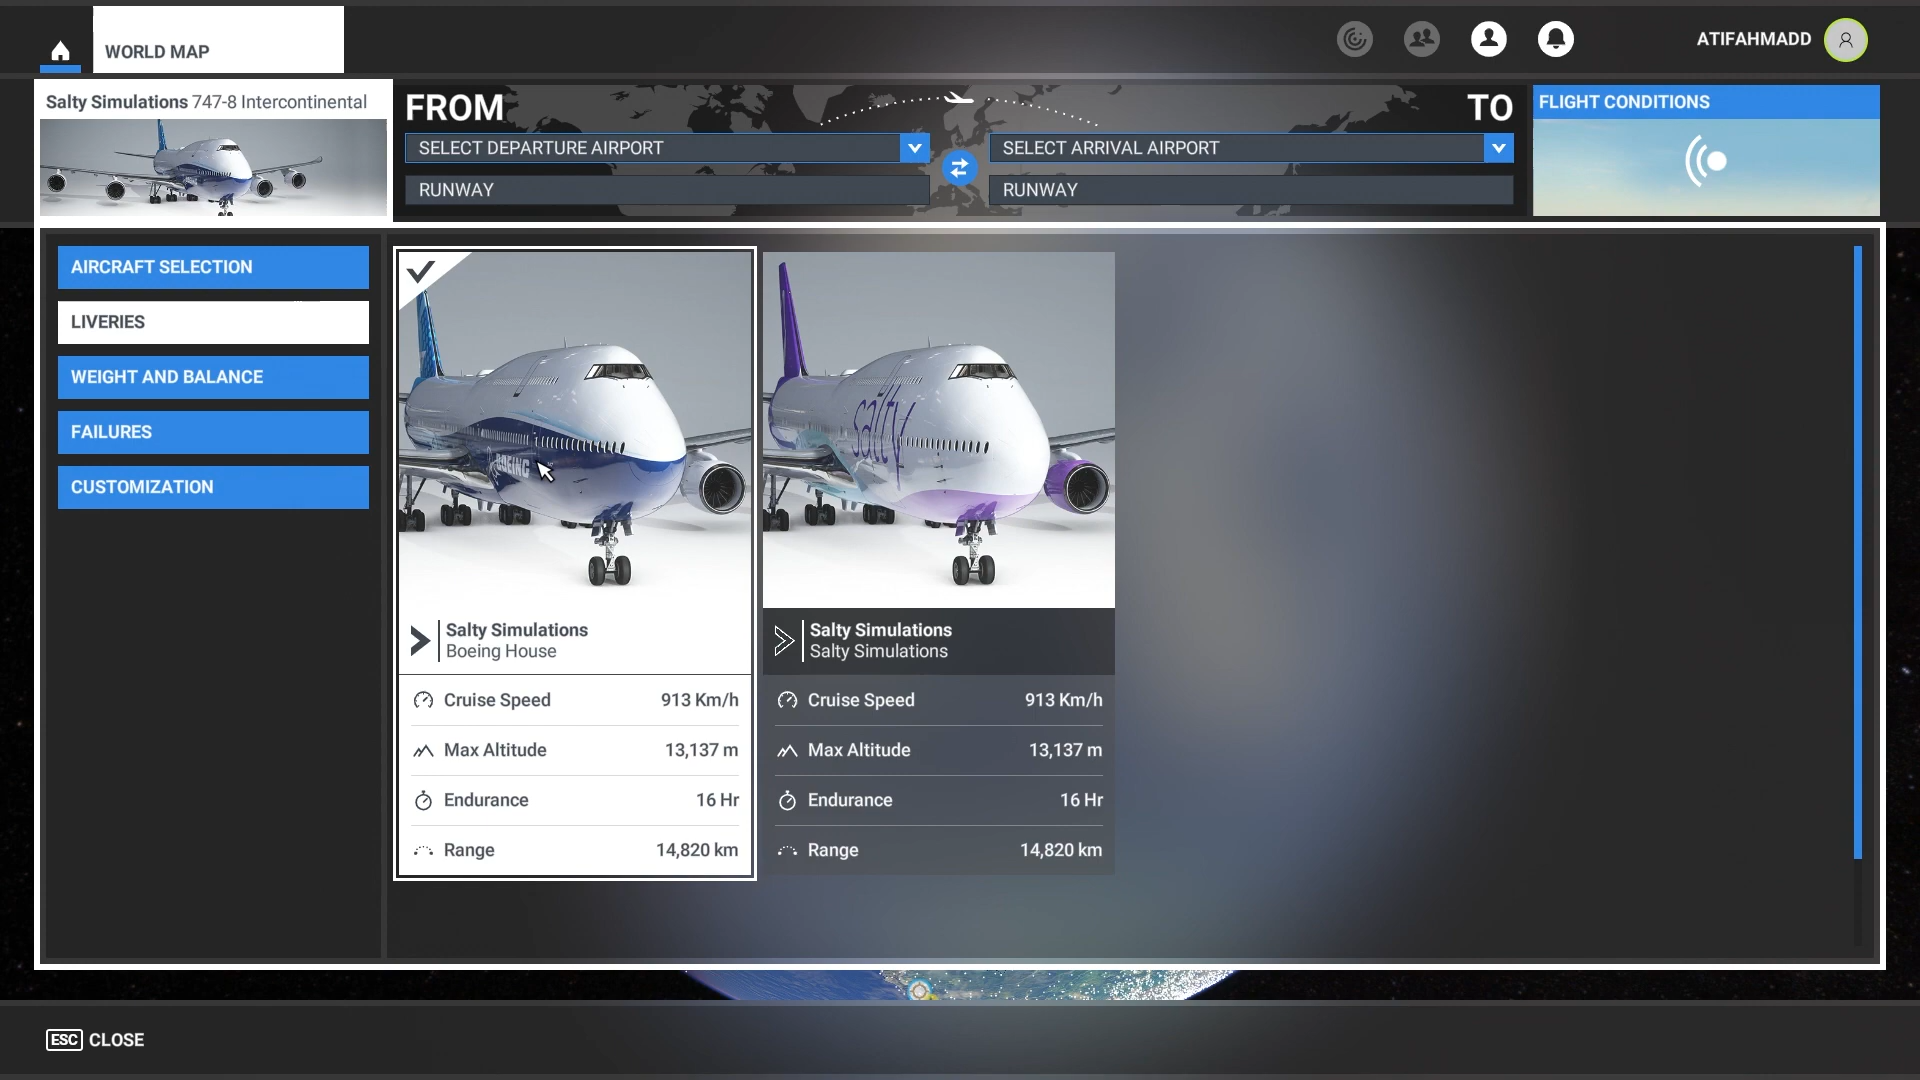 WORLD MAP
ATIFAHMADD
Salty Simulations 747-8 Intercontinental
FROM
TO
SELECT DEPARTURE AIRPORT
SELECT ARRIVAL AIRPORT
RUNWAY
RUNWAY
FLIGHT CONDITIONS
AIRCRAFT SELECTION
LIVERIES
WEIGHT AND BALANCE
FAILURES
CUSTOMIZATION
BOEING
Salty Simulations
Boeing House
Cruise Speed 913 Km/h
Max Altitude 13,137 m
Endurance 16 Hr
Range 14,820 km
salty
Salty Simulations
Salty Simulations
Cruise Speed 913 Km/h
Max Altitude 13,137 m
Endurance 16 Hr
Range 14,820 km
ESC CLOSE